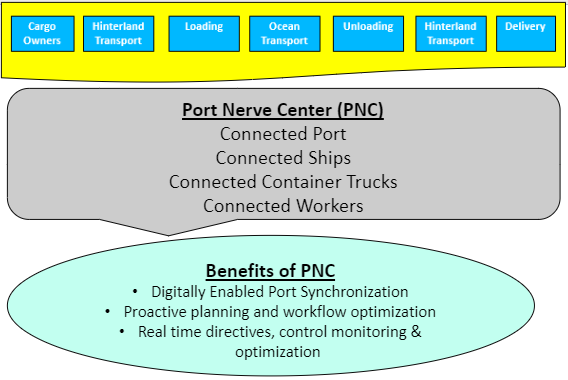 Cargo
Owners
Hinterland
Transport
Loading
Ocean
Transport
Unloading
Hinterland
Transport
Delivery
Port Nerve Center (PNC)
Connected Port
Connected Ships
Connected Container Trucks
Connected Workers
Benefits of PNC
• Digitally Enabled Port Synchronization
• Proactive planning and workflow optimization
• Real time directives, control monitoring &
optimization